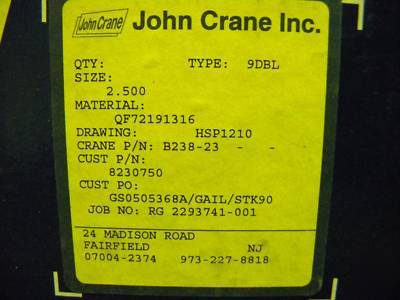 John Crane John Crane Inc.
QTY: TYPE: 9DBL
SIZE:
2.500
MATERIAL:
QF72191316
DRAWING: HSP1210
CRANE P/N: B238-23 - -
CUST P/N:
8230750
CUST PO:
GS0505368A/GAIL/STK90
JOB NO: RG 2293741-001
24 MADISON ROAD
FAIRFIELD NJ
07004-2374 973-227-8818